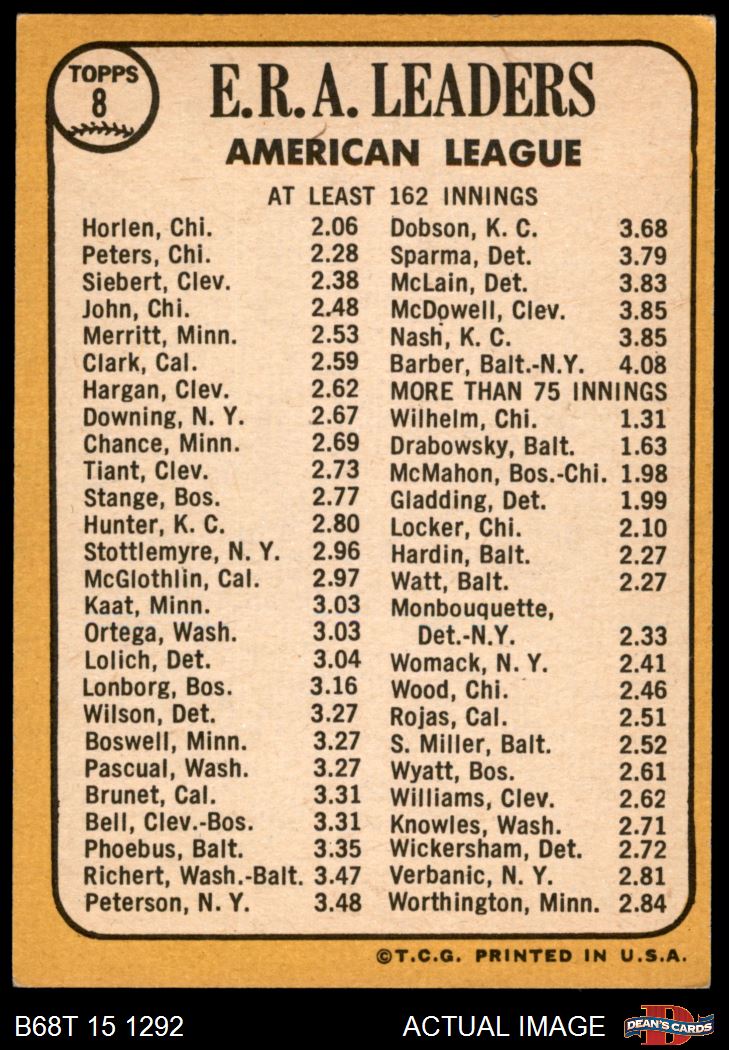 TOPPS
8
E.R.A. LEADERS
AMERICAN LEAGUE
AT LEAST 162 INNINGS
Horlen, Chi. 2.06
Peters, Chi. 2.28
Siebert, Clev. 2.38
John, Chi. 2.48
Merritt, Minn. 2.53
Clark, Cal. 2.59
Hargan, Clev. 2.62
Downing, N. Y. 2.67
Chance, Minn. 2.69
Tiant, Clev. 2.73
Stange, Bos. 2.77
Hunter, K. C. 2.80
Stottlemyre, N. Y. 2.96
McGlothlin, Cal. 2.97
Kaat, Minn. 3.03
Ortega, Wash. 3.03
Lolich, Det. 3.04
Lonborg, Bos. 3.16
Wilson, Det. 3.27
Boswell, Minn. 3.27
Pascual, Wash. 3.27
Brunet, Cal. 3.31
Bell, Clev.-Bos. 3.31
Phoebus, Balt. 3.35
Richert, Wash.-Balt. 3.47
Peterson, N. Y. 3.48
Dobson, K. C. 3.68
Sparma, Det. 3.79
McLain, Det. 3.83
McDowell, Clev. 3.85
Nash, K. C. 3.85
Barber, Balt.-N.Y. 4.08
MORE THAN 75 INNINGS
Wilhelm, Chi. 1.31
Drabowsky, Balt. 1.63
McMahon, Bos.-Chi. 1.98
Gladding, Det. 1.99
Locker, Chi. 2.10
Hardin, Balt. 2.27
Watt, Balt. 2.27
Monbouquette,
Det.-N.Y. 2.33
Womack, N. Y. 2.41
Wood, Chi. 2.46
Rojas, Cal. 2.51
S. Miller, Balt. 2.52
Wyatt, Bos. 2.61
Williams, Clev. 2.62
Knowles, Wash. 2.71
Wickersham, Det. 2.72
Verbanic, N. Y. 2.81
Worthington, Minn. 2.84
©T.C.G. PRINTED IN U.S.A.
B68T 15 1292
ACTUAL IMAGE
D
DEAN'S CARDS